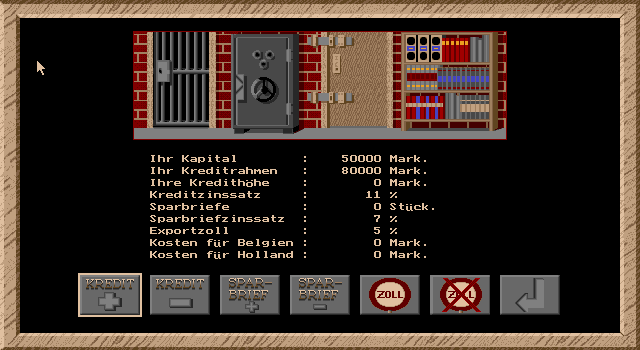 Ihr Kapital : 50000 Mark.
Ihr Kreditrahmen : 80000 Mark.
Ihre Kredithöhe : 0 Mark.
Kreditzinssatz : 11 %
Sparbriefe : 0 Stück.
Sparbriefzinssatz : 7 %
Exportzoll : 5 %
Kosten für Belgien : 0 Mark.
Kosten für Holland : 0 Mark.
KREDIT + KREDIT - SPAR-BRIEF + SPAR-BRIEF - ZOLL ZOLL